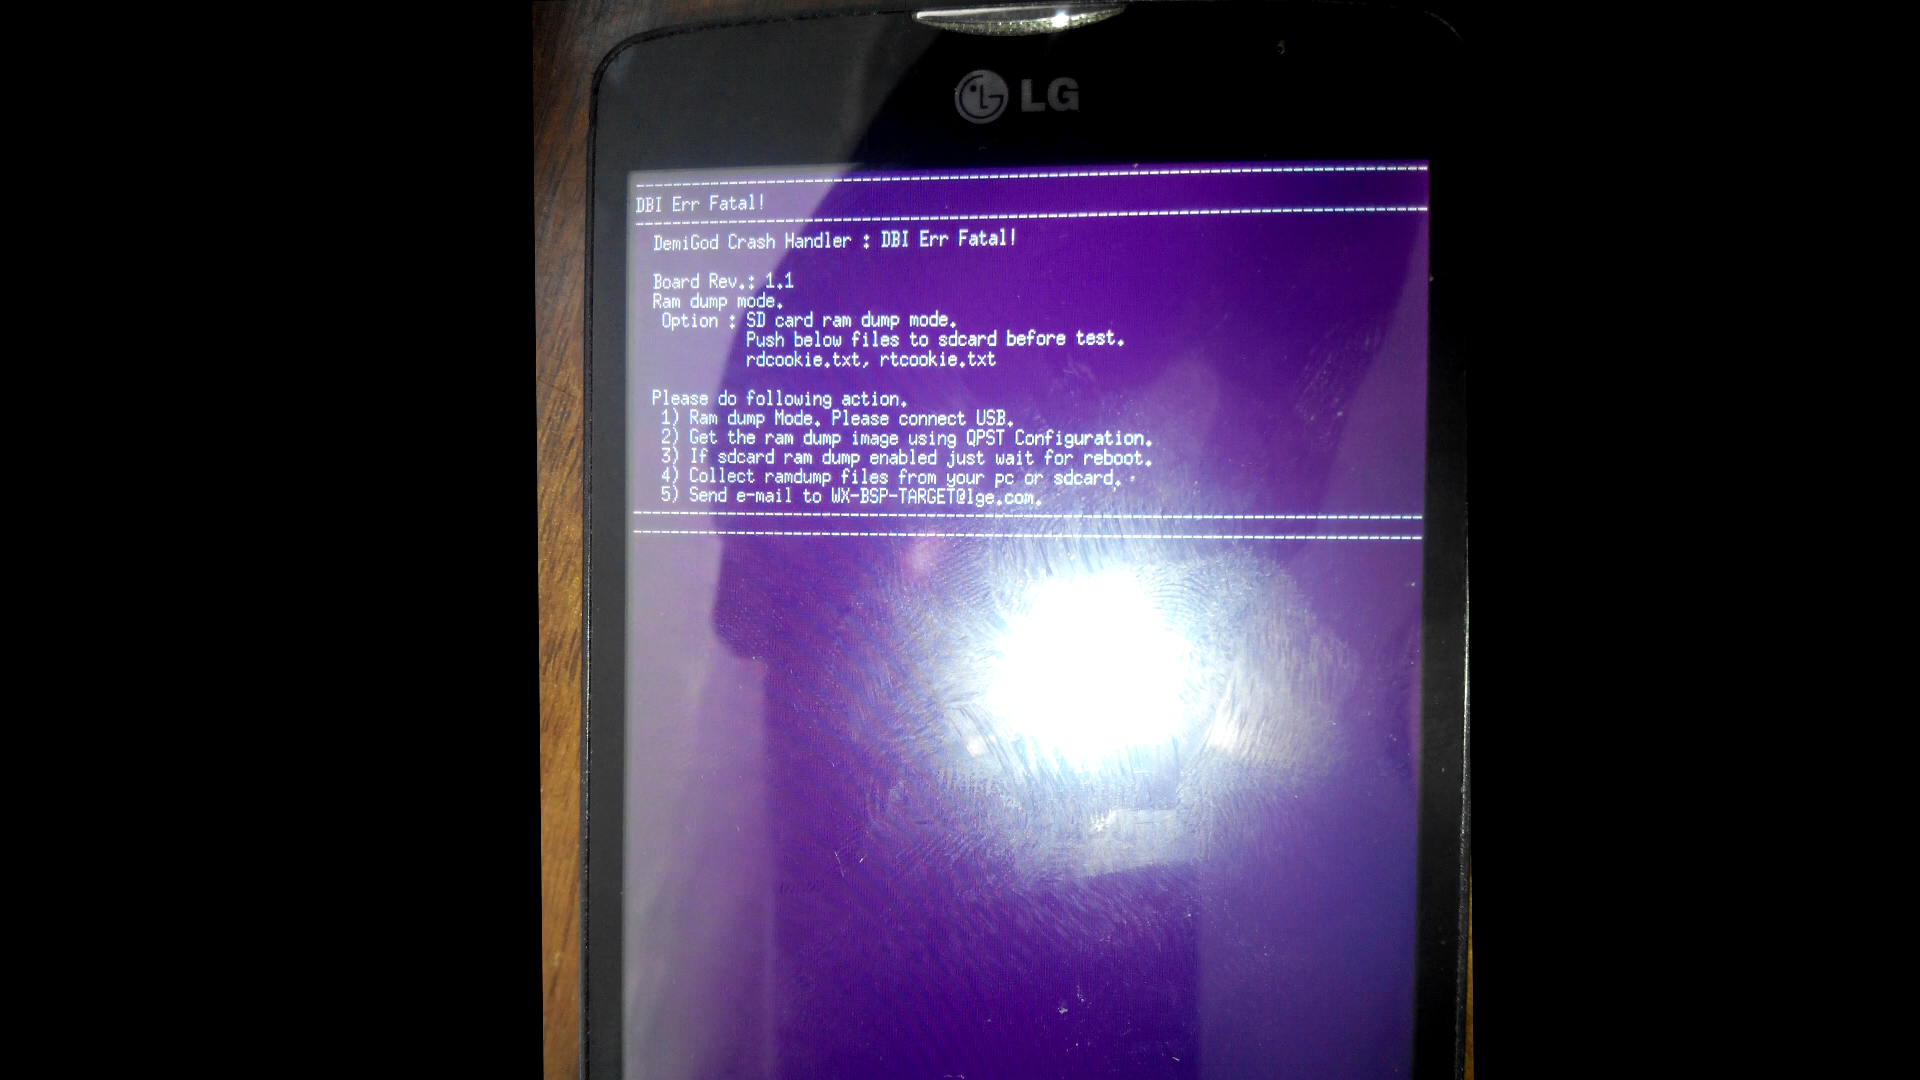 LG
DBI Err Fatal!
DemiGod Crash Handler : DBI Err Fatal!
Board Rev.: 1.1
Ram dump mode.
Option : SD card ram dump mode.
Push below files to sdcard before test.
rdcookie.txt, rtcookie.txt
Please do following action.
1) Ram dump Mode. Please connect USB.
2) Get the ram dump image using QPST Configuration.
3) If sdcard ram dump enabled just wait for reboot.
4) Collect ramdump files from your pc or sdcard.
5) Send e-mail to WX-BSP-TARGET@lge.com.